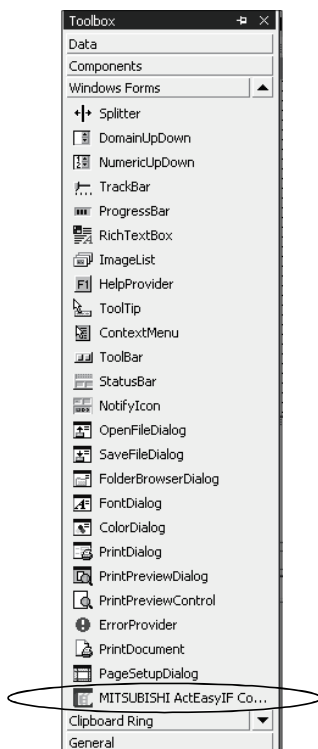 Toolbox
Data
Components
Windows Forms
Splitter
DomainUpDown
NumericUpDown
TrackBar
ProgressBar
RichTextBox
ImageList
F1 HelpProvider
ToolTip
ContextMenu
ToolBar
StatusBar
NotifyIcon
OpenFileDialog
SaveFileDialog
FolderBrowserDialog
FontDialog
ColorDialog
PrintDialog
PrintPreviewDialog
PrintPreviewControl
ErrorProvider
PrintDocument
PageSetupDialog
MITSUBISHI ActEasyIF Co...
Clipboard Ring
General